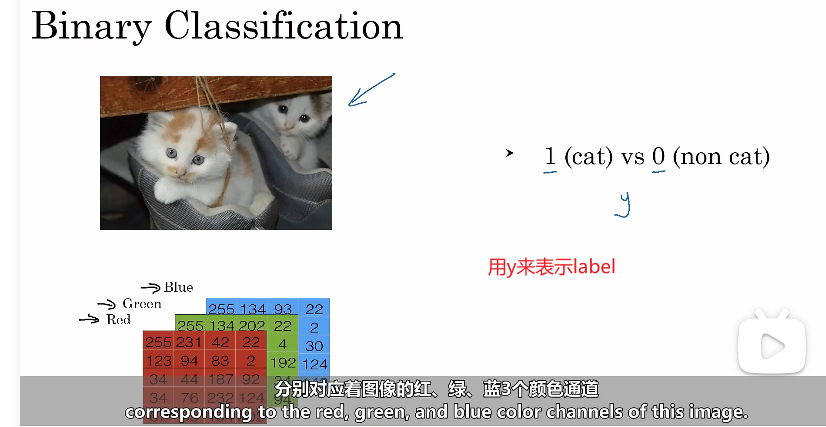 Binary Classification
1 (cat) vs 0 (non cat)
y
用y来表示label
Blue
Green
Red
255 134 93 22
255 134 202 22 2
255 231 42 22 4 30
123 94 83 2 192 124
34 44 187 92
34 76 232 124
分别对应着图像的红、绿、蓝3个颜色通道
corresponding to the red, green, and blue color channels of this image.